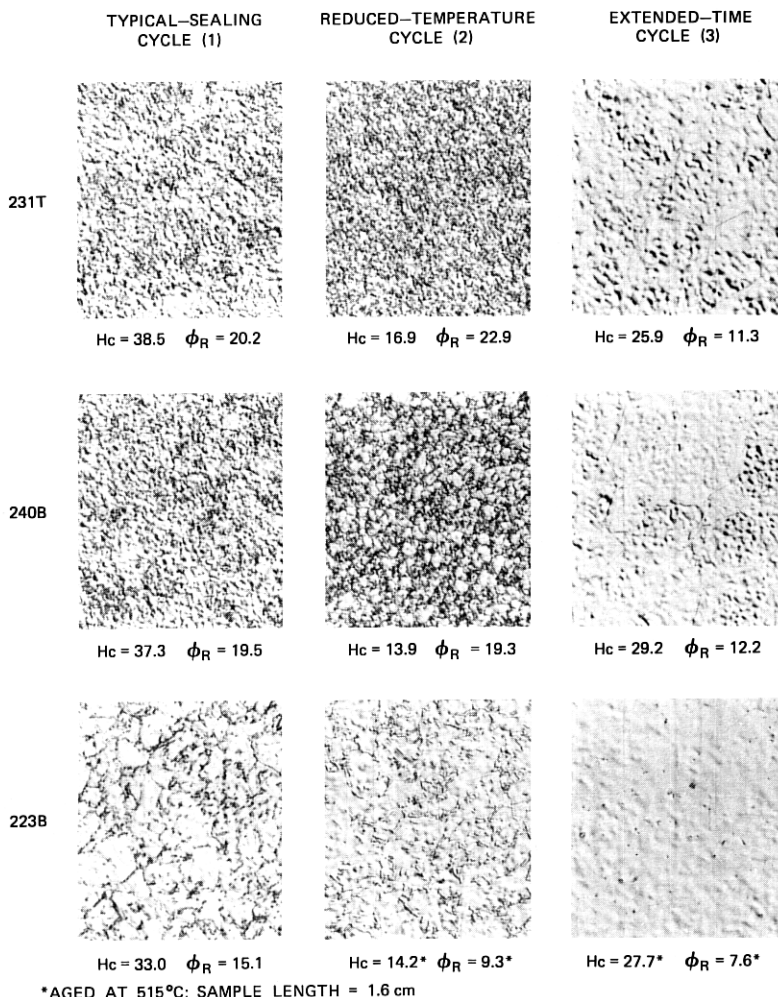 TYPICAL—SEALING CYCLE (1)
REDUCED—TEMPERATURE CYCLE (2)
EXTENDED—TIME CYCLE (3)
231T
Hc = 38.5 ϕR = 20.2
Hc = 16.9 ϕR = 22.9
Hc = 25.9 ϕR = 11.3
240B
Hc = 37.3 ϕR = 19.5
Hc = 13.9 ϕR = 19.3
Hc = 29.2 ϕR = 12.2
223B
Hc = 33.0 ϕR = 15.1
Hc = 14.2* ϕR = 9.3*
Hc = 27.7* ϕR = 7.6*
*AGED AT 515°C; SAMPLE LENGTH = 1.6 cm